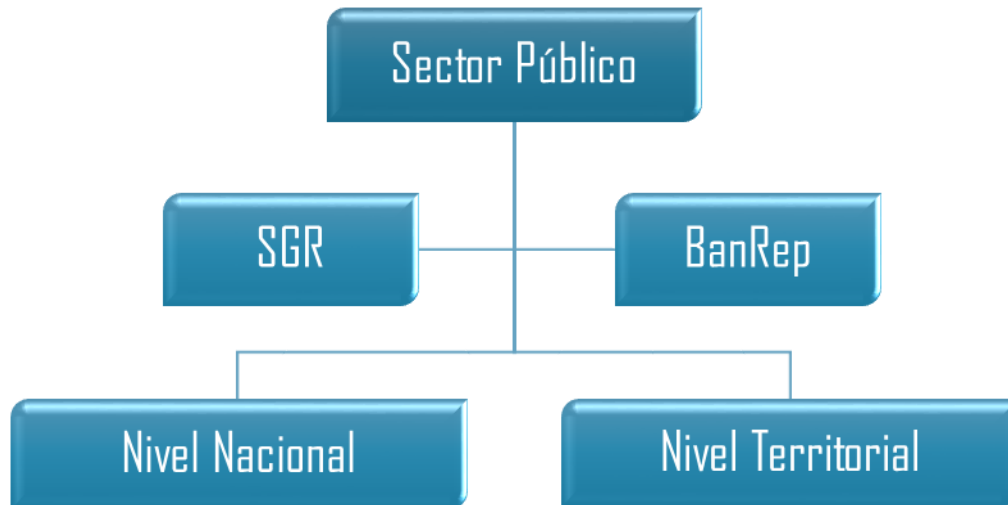 Sector Público
SGR
BanRep
Nivel Nacional
Nivel Territorial